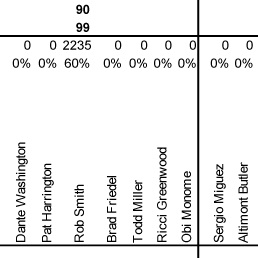 90
99
0 0 2235 0 0 0 0 0 0
0% 0% 60% 0% 0% 0% 0% 0% 0%
Dante Washington
Pat Harrington
Rob Smith
Brad Friedel
Todd Miller
Ricci Greenwood
Obi Monome
Sergio Miguez
Altimont Butler